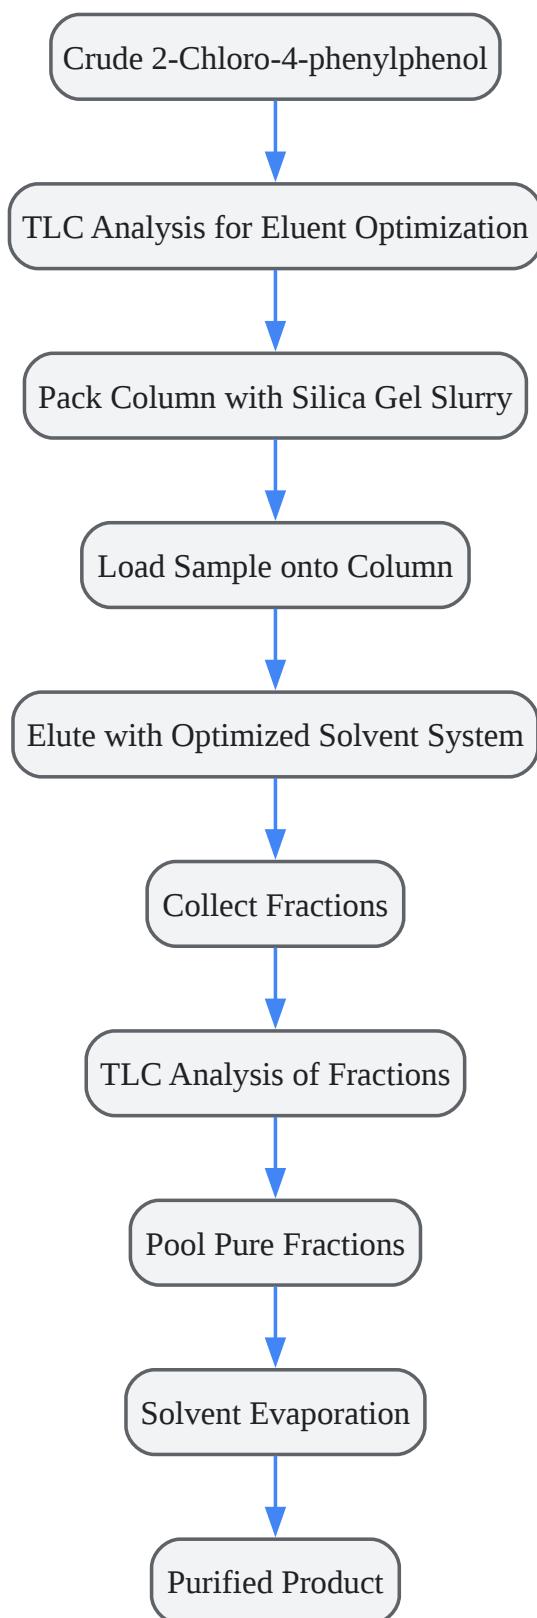 Crude 2-Chloro-4-phenylphenol
TLC Analysis for Eluent Optimization
Pack Column with Silica Gel Slurry
Load Sample onto Column
Elute with Optimized Solvent System
Collect Fractions
TLC Analysis of Fractions
Pool Pure Fractions
Solvent Evaporation
Purified Product